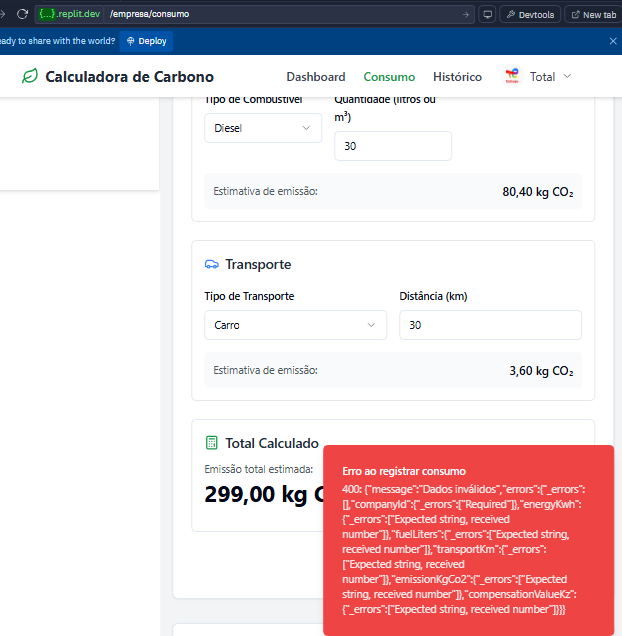 {...}.replit.dev /empresa/consumo
Devtools
New tab
eady to share with the world?
Deploy
Calculadora de Carbono
Dashboard
Consumo
Histórico
Total
Tipo de Combustível
Quantidade (litros ou
m³)
Diesel
30
Estimativa de emissão:
80,40 kg CO₂
Transporte
Tipo de Transporte
Distância (km)
Carro
30
Estimativa de emissão:
3,60 kg CO₂
Total Calculado
Emissão total estimada:
299,00 kg C
Erro ao registrar consumo
400: {"message":"Dados inválidos","errors":{"_errors":
[],"companyId":{"_errors":["Required"]},"energyKwh":
{"_errors":["Expected string, received
number"]},"fuelLiters":{"_errors":["Expected string,
received number"]},"transportKm":{"_errors":
["Expected string, received
number"]},"emissionKgCo2":{"_errors":["Expected
string, received number"]},"compensationValueKz":
{"_errors":["Expected string, received number"]}}}